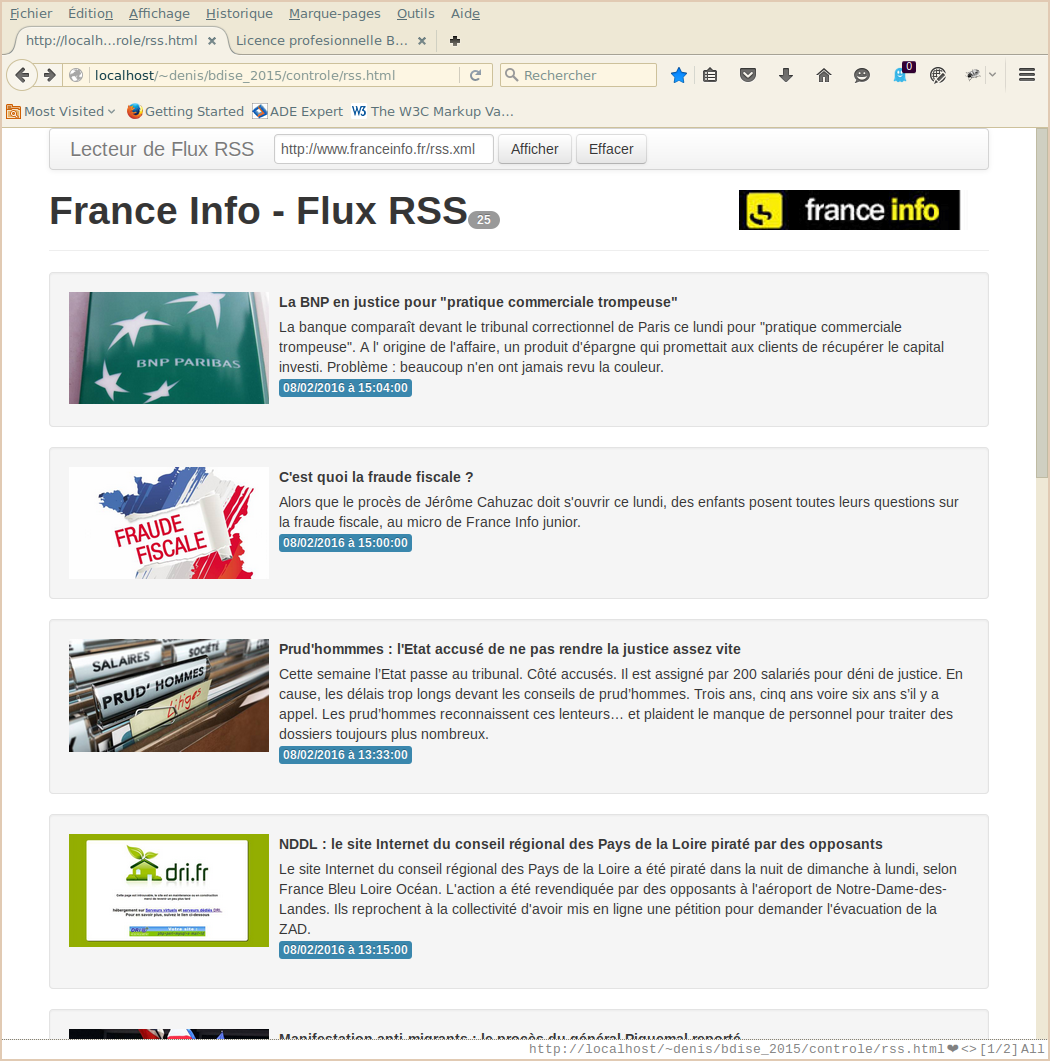 Fichier Édition Affichage Historique Marque-pages Outils Aide
http://localh…role/rss.html × Licence profesionnelle B… ×
localhost/~denis/bdise_2015/controle/rss.html Rechercher 0
Most Visited Getting Started ADE Expert W3 The W3C Markup Va…
Lecteur de Flux RSS http://www.franceinfo.fr/rss.xml Afficher Effacer
France Info - Flux RSS 25 france info
BNP PARIBAS
La BNP en justice pour "pratique commerciale trompeuse"
La banque comparaît devant le tribunal correctionnel de Paris ce lundi pour "pratique commerciale
trompeuse". A l' origine de l'affaire, un produit d'épargne qui promettait aux clients de récupérer le capital
investi. Problème : beaucoup n'en ont jamais revu la couleur.
08/02/2016 à 15:04:00
FRAUDE
FISCALE
C'est quoi la fraude fiscale ?
Alors que le procès de Jérôme Cahuzac doit s'ouvrir ce lundi, des enfants posent toutes leurs questions sur
la fraude fiscale, au micro de France Info junior.
08/02/2016 à 15:00:00
SALAIRES SOCIÉTÉ
PRUD' HOMMES
Litiges
Prud'hommmes : l'Etat accusé de ne pas rendre la justice assez vite
Cette semaine l’Etat passe au tribunal. Côté accusés. Il est assigné par 200 salariés pour déni de justice. En
cause, les délais trop longs devant les conseils de prud’hommes. Trois ans, cinq ans voire six ans s’il y a
appel. Les prud’hommes reconnaissent ces lenteurs… et plaident le manque de personnel pour traiter des
dossiers toujours plus nombreux.
08/02/2016 à 13:33:00
dri.fr
NDDL : le site Internet du conseil régional des Pays de la Loire piraté par des opposants
Le site Internet du conseil régional des Pays de la Loire a été piraté dans la nuit de dimanche à lundi, selon
France Bleu Loire Océan. L'action a été revendiquée par des opposants à l'aéroport de Notre-Dame-des-
Landes. Ils reprochent à la collectivité d'avoir mis en ligne une pétition pour demander l'évacuation de la
ZAD.
08/02/2016 à 13:15:00
Manifestation anti-migrants : le procès du général Piquemal reporté
http://localhost/~denis/bdise_2015/controle/rss.html❤<>[1/2]All